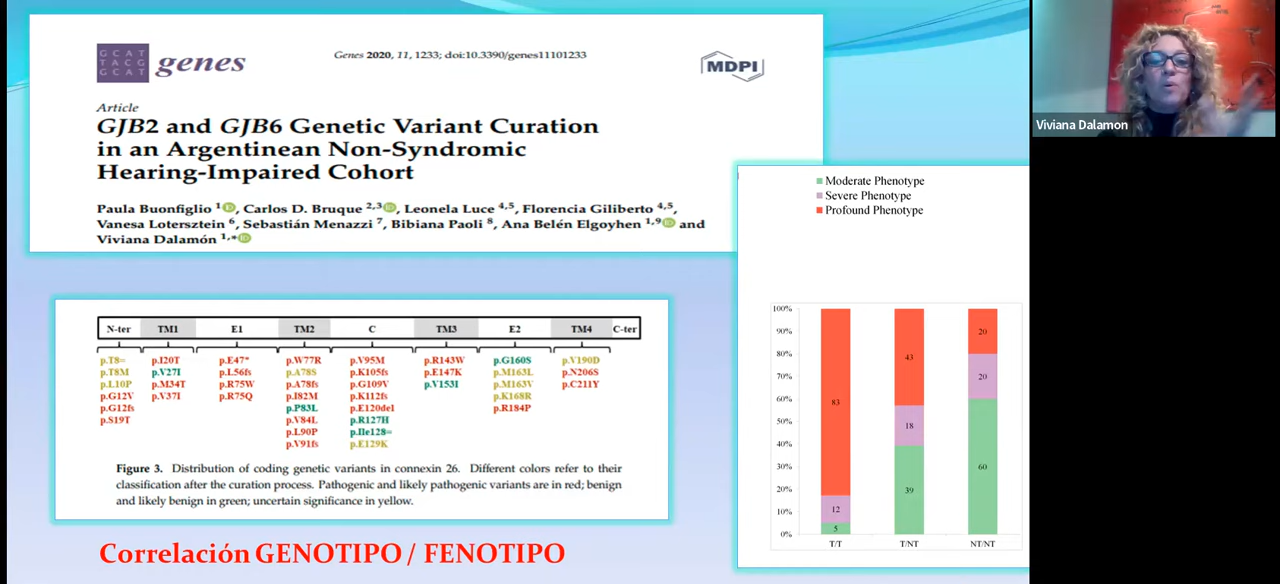 GCAT
TACG
GCAT
genes
Genes 2020, 11, 1233; doi:10.3390/genes11101233
MDPI
Article
GJB2 and GJB6 Genetic Variant Curation
in an Argentinean Non-Syndromic
Hearing-Impaired Cohort
Paula Buonfiglio 1, Carlos D. Bruque 2,3, Leonela Luce 4,5, Florencia Giliberto 4,5,
Vanesa Lotersztein 6, Sebastián Menazzi 7, Bibiana Paoli 8, Ana Belén Elgoyhen 1,9 and
Viviana Dalamón 1,*
Viviana Dalamon
Moderate Phenotype
Severe Phenotype
Profound Phenotype
100%
90%
80%
70%
60%
50%
40%
30%
20%
10%
0%
83
12
5
43
18
39
20
20
60
T/T T/NT NT/NT
N-ter TM1 E1 TM2 C TM3 E2 TM4 C-ter
p.T8= p.I20T p.E47* p.W77R p.V95M p.R143W p.G160S p.V190D
p.T8M p.V27I p.L56fs p.A78S p.K105fs p.E147K p.M163L p.N206S
p.L10P p.M34T p.R75W p.A78fs p.G109V p.V153I p.M163V p.C211Y
p.G12V p.V37I p.R75Q p.I82M p.K112fs p.K168R
p.G12fs p.P83L p.E120del p.R184P
p.S19T p.V84L p.R127H
p.L90P p.Ile128=
p.V91fs p.E129K
Figure 3. Distribution of coding genetic variants in connexin 26. Different colors refer to their
classification after the curation process. Pathogenic and likely pathogenic variants are in red; benign
and likely benign in green; uncertain significance in yellow.
Correlación GENOTIPO / FENOTIPO